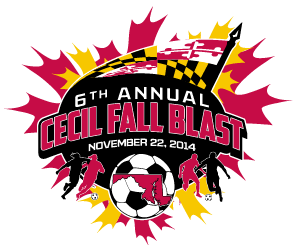 6TH ANNUAL
CECIL FALL BLAST
NOVEMBER 22, 2014